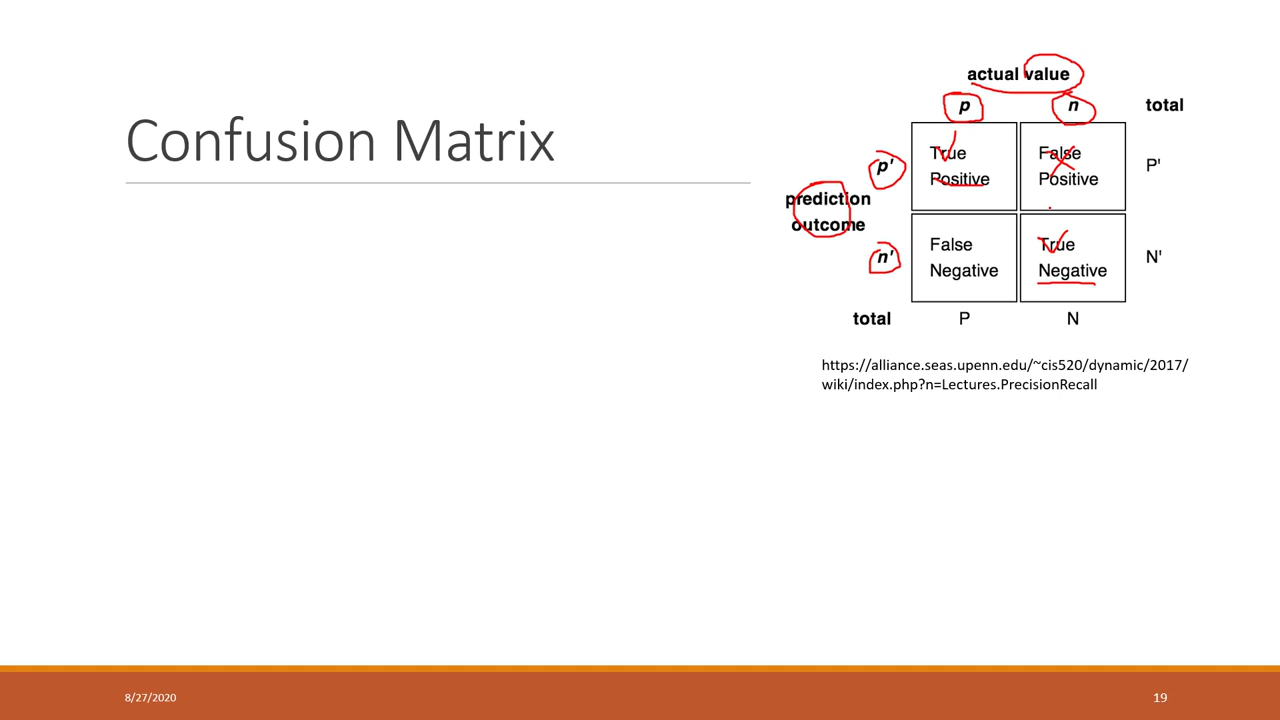 Confusion Matrix
actual value
p n total
True Positive False Positive
p' P'
prediction outcome
False Negative True Negative
n' N'
total P N
https://alliance.seas.upenn.edu/~cis520/dynamic/2017/
wiki/index.php?n=Lectures.PrecisionRecall
8/27/2020
19